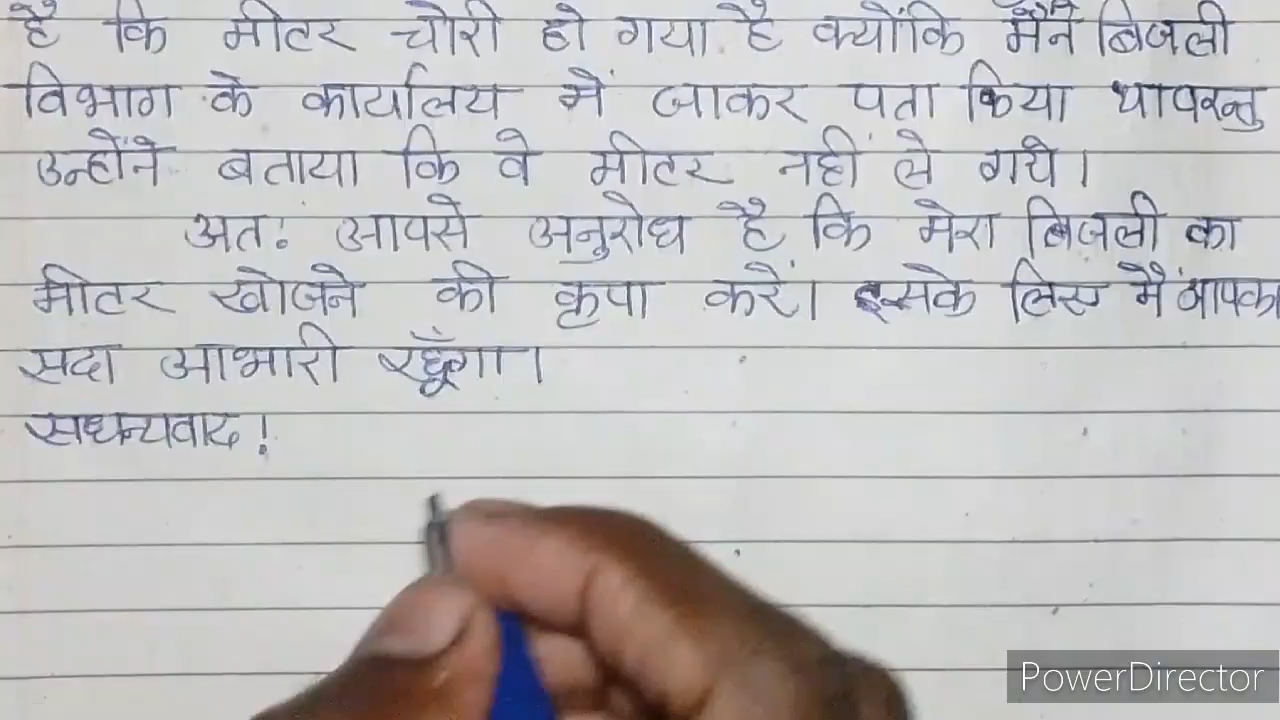 है कि मीटर चोरी हो गया है क्योंकि मैंने बिजली
विभाग के कार्यालय में जाकर पता किया था परन्तु
उन्होंने बताया कि वे मीटर नहीं ले गये।
अतः आपसे अनुरोध है कि मेरा बिजली का
मीटर खोजने की कृपा करें। इसके लिए मैं आपका
सदा आभारी रहूँगा।
सधन्यवाद!
PowerDirector